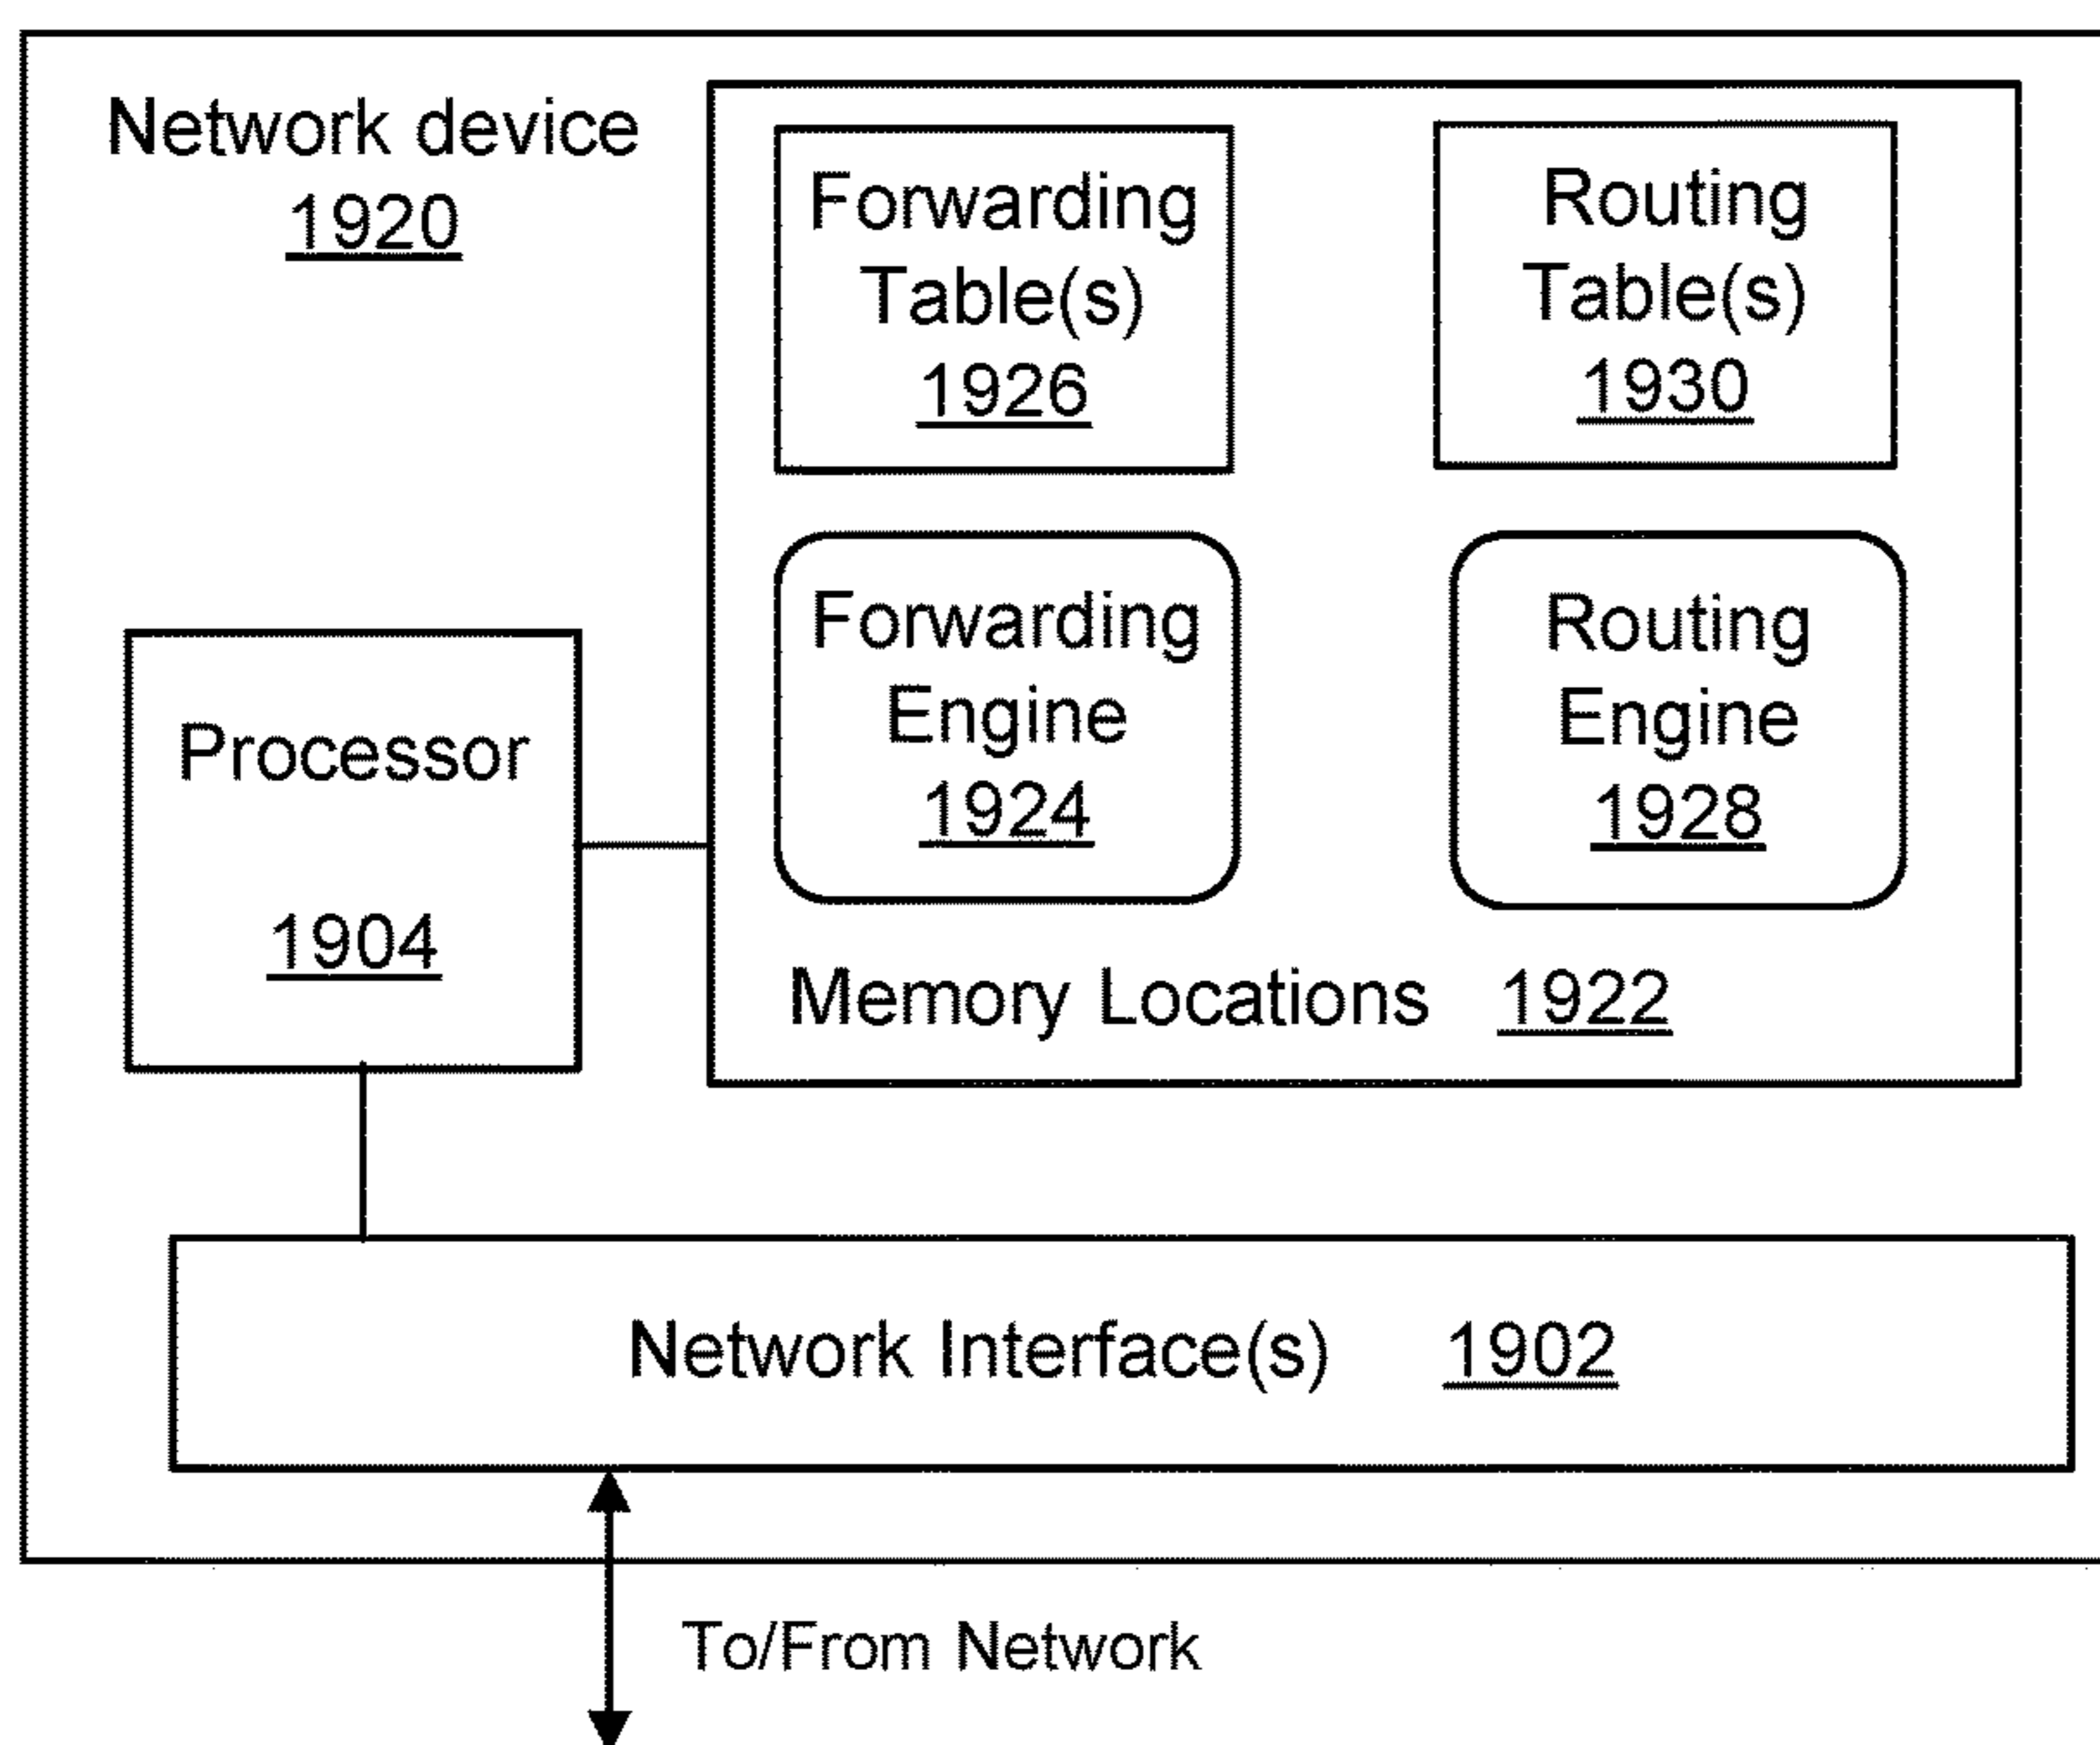 Network device
1920
Forwarding
Table(s)
1926
Routing
Table(s)
1930
Forwarding
Engine
1924
Routing
Engine
1928
Processor
1904
Memory Locations 1922
Network Interface(s) 1902
To/From Network